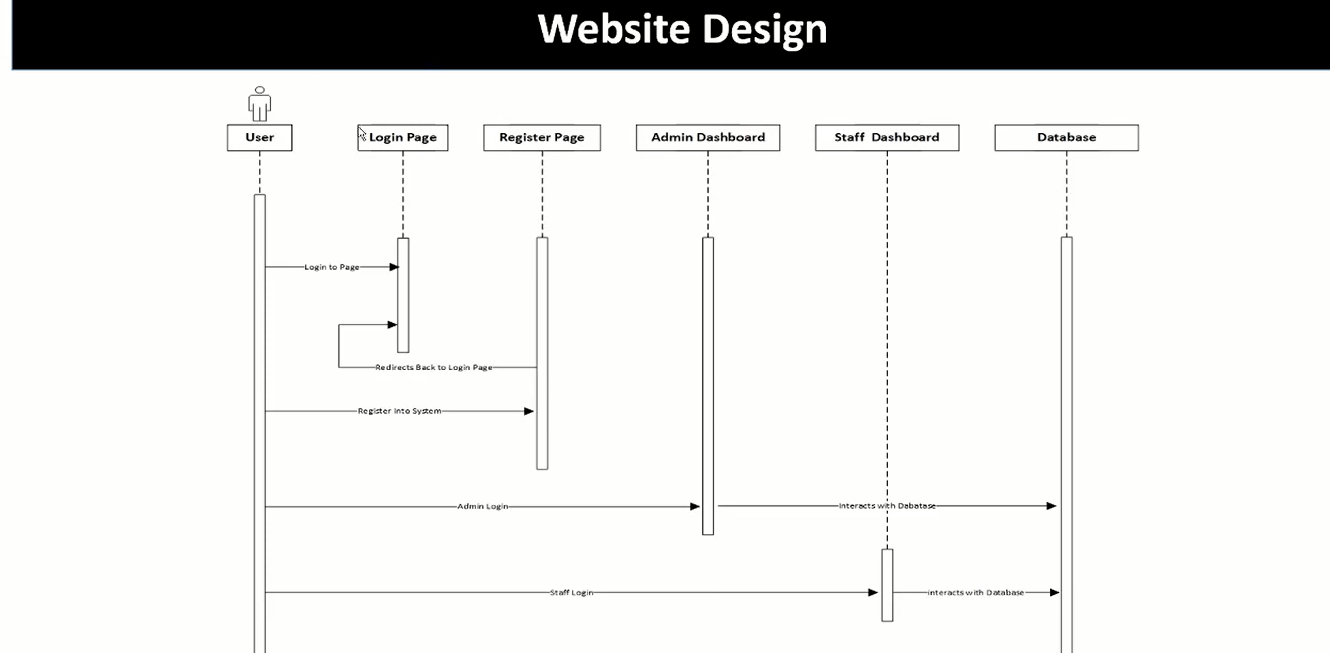 Website Design
User
Login Page
Register Page
Admin Dashboard
Staff Dashboard
Database
Login to Page
Redirects Back to Login Page
Register Into System
Admin Login
Interacts with Dabatase
Staff Login
interacts with Database